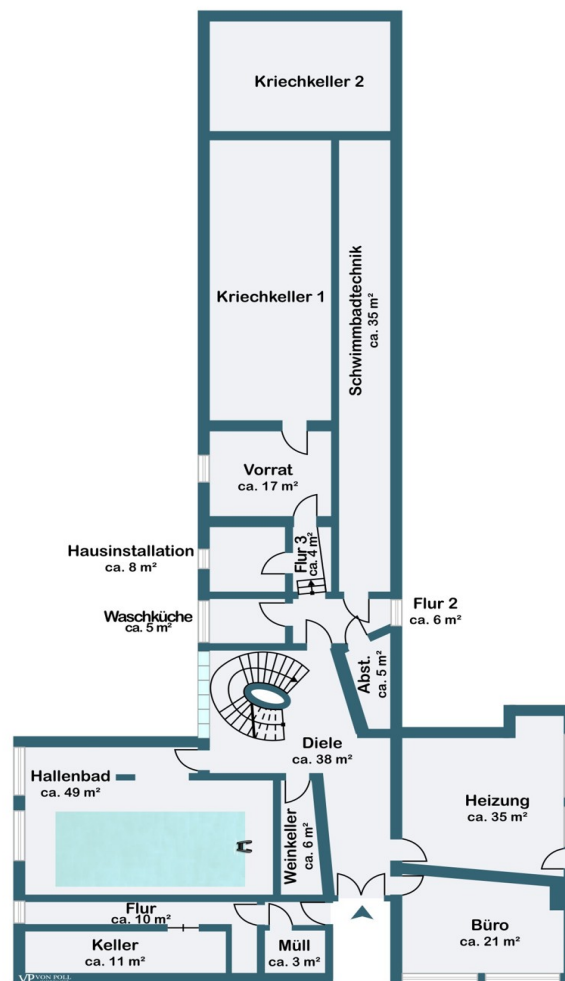 Kriechkeller 2
Kriechkeller 1
Schwimmbadtechnik
ca. 35 m²
Vorrat
ca. 17 m²
Hausinstallation
ca. 8 m²
Flur 3
ca. 4 m²
Waschküche
ca. 5 m²
Flur 2
ca. 6 m²
Abst.
ca. 5 m²
Diele
ca. 38 m²
Hallenbad
ca. 49 m²
Weinkeller
ca. 6 m²
Heizung
ca. 35 m²
Flur
ca. 10 m²
Keller
ca. 11 m²
Müll
ca. 3 m²
Büro
ca. 21 m²
VP VON POLL